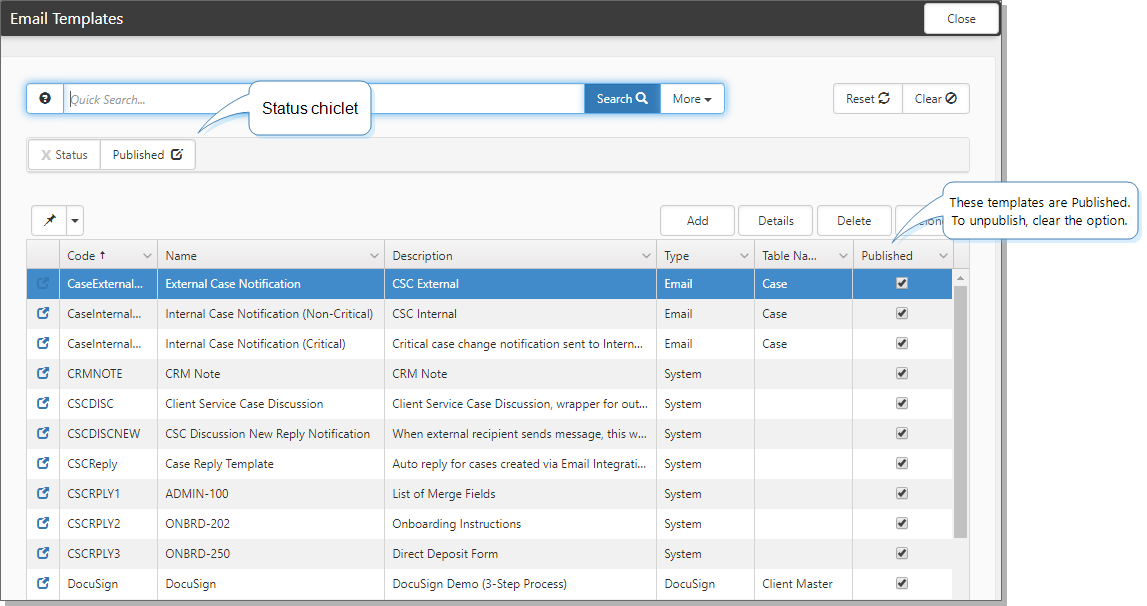 Email Templates
Close
Quick Search...
Search
More
Reset
Clear
Status chiclet
X Status
Published
These templates are Published.
To unpublish, clear the option.
Add
Details
Delete
Code ↑
Name
Description
Type
Table Na...
Published
CaseExternal... External Case Notification CSC External Email Case
CaseInternal... Internal Case Notification (Non-Critical) CSC Internal Email Case
CaseInternal... Internal Case Notification (Critical) Critical case change notification sent to Intern... Email Case
CRMNOTE CRM Note CRM Note System
CSCDISC Client Service Case Discussion Client Service Case Discussion, wrapper for out... System
CSCDISCNEW CSC Discussion New Reply Notification When external recipient sends message, this w... System
CSCReply Case Reply Template Auto reply for cases created via Email Integrati... System
CSCRPLY1 ADMIN-100 List of Merge Fields System
CSCRPLY2 ONBRD-202 Onboarding Instructions System
CSCRPLY3 ONBRD-250 Direct Deposit Form System
DocuSign DocuSign DocuSign Demo (3-Step Process) DocuSign Client Master